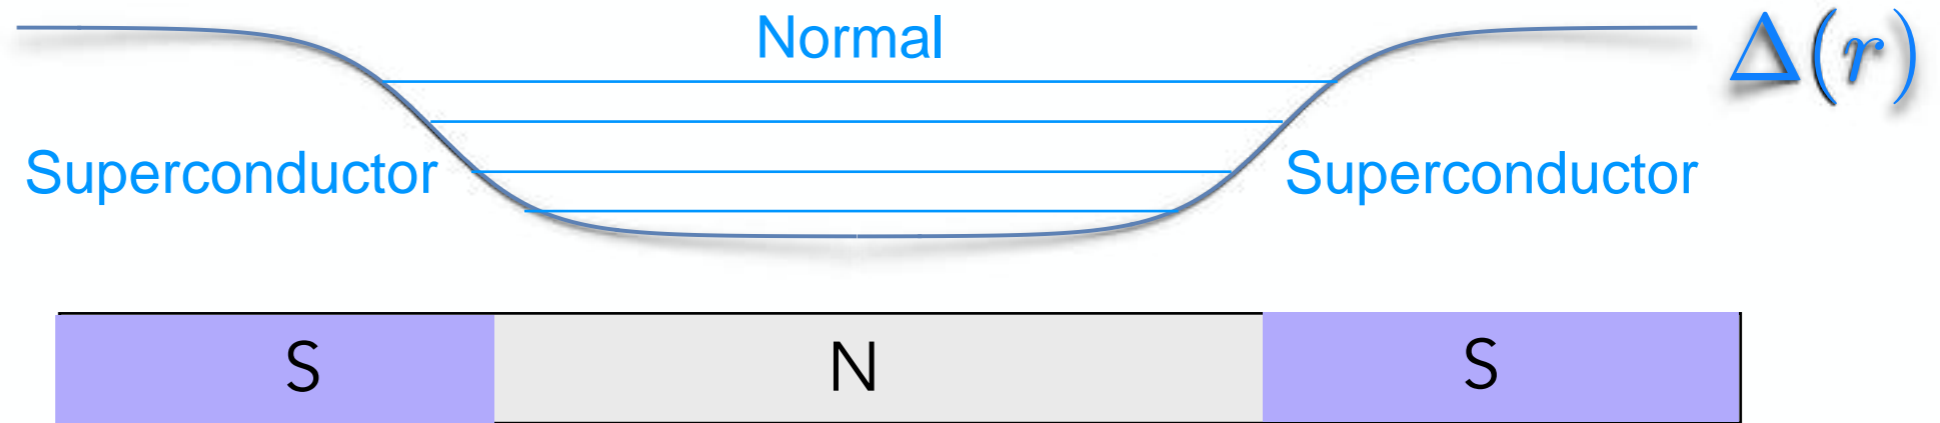 Normal
Δ(r)
Superconductor
Superconductor
S
N
S